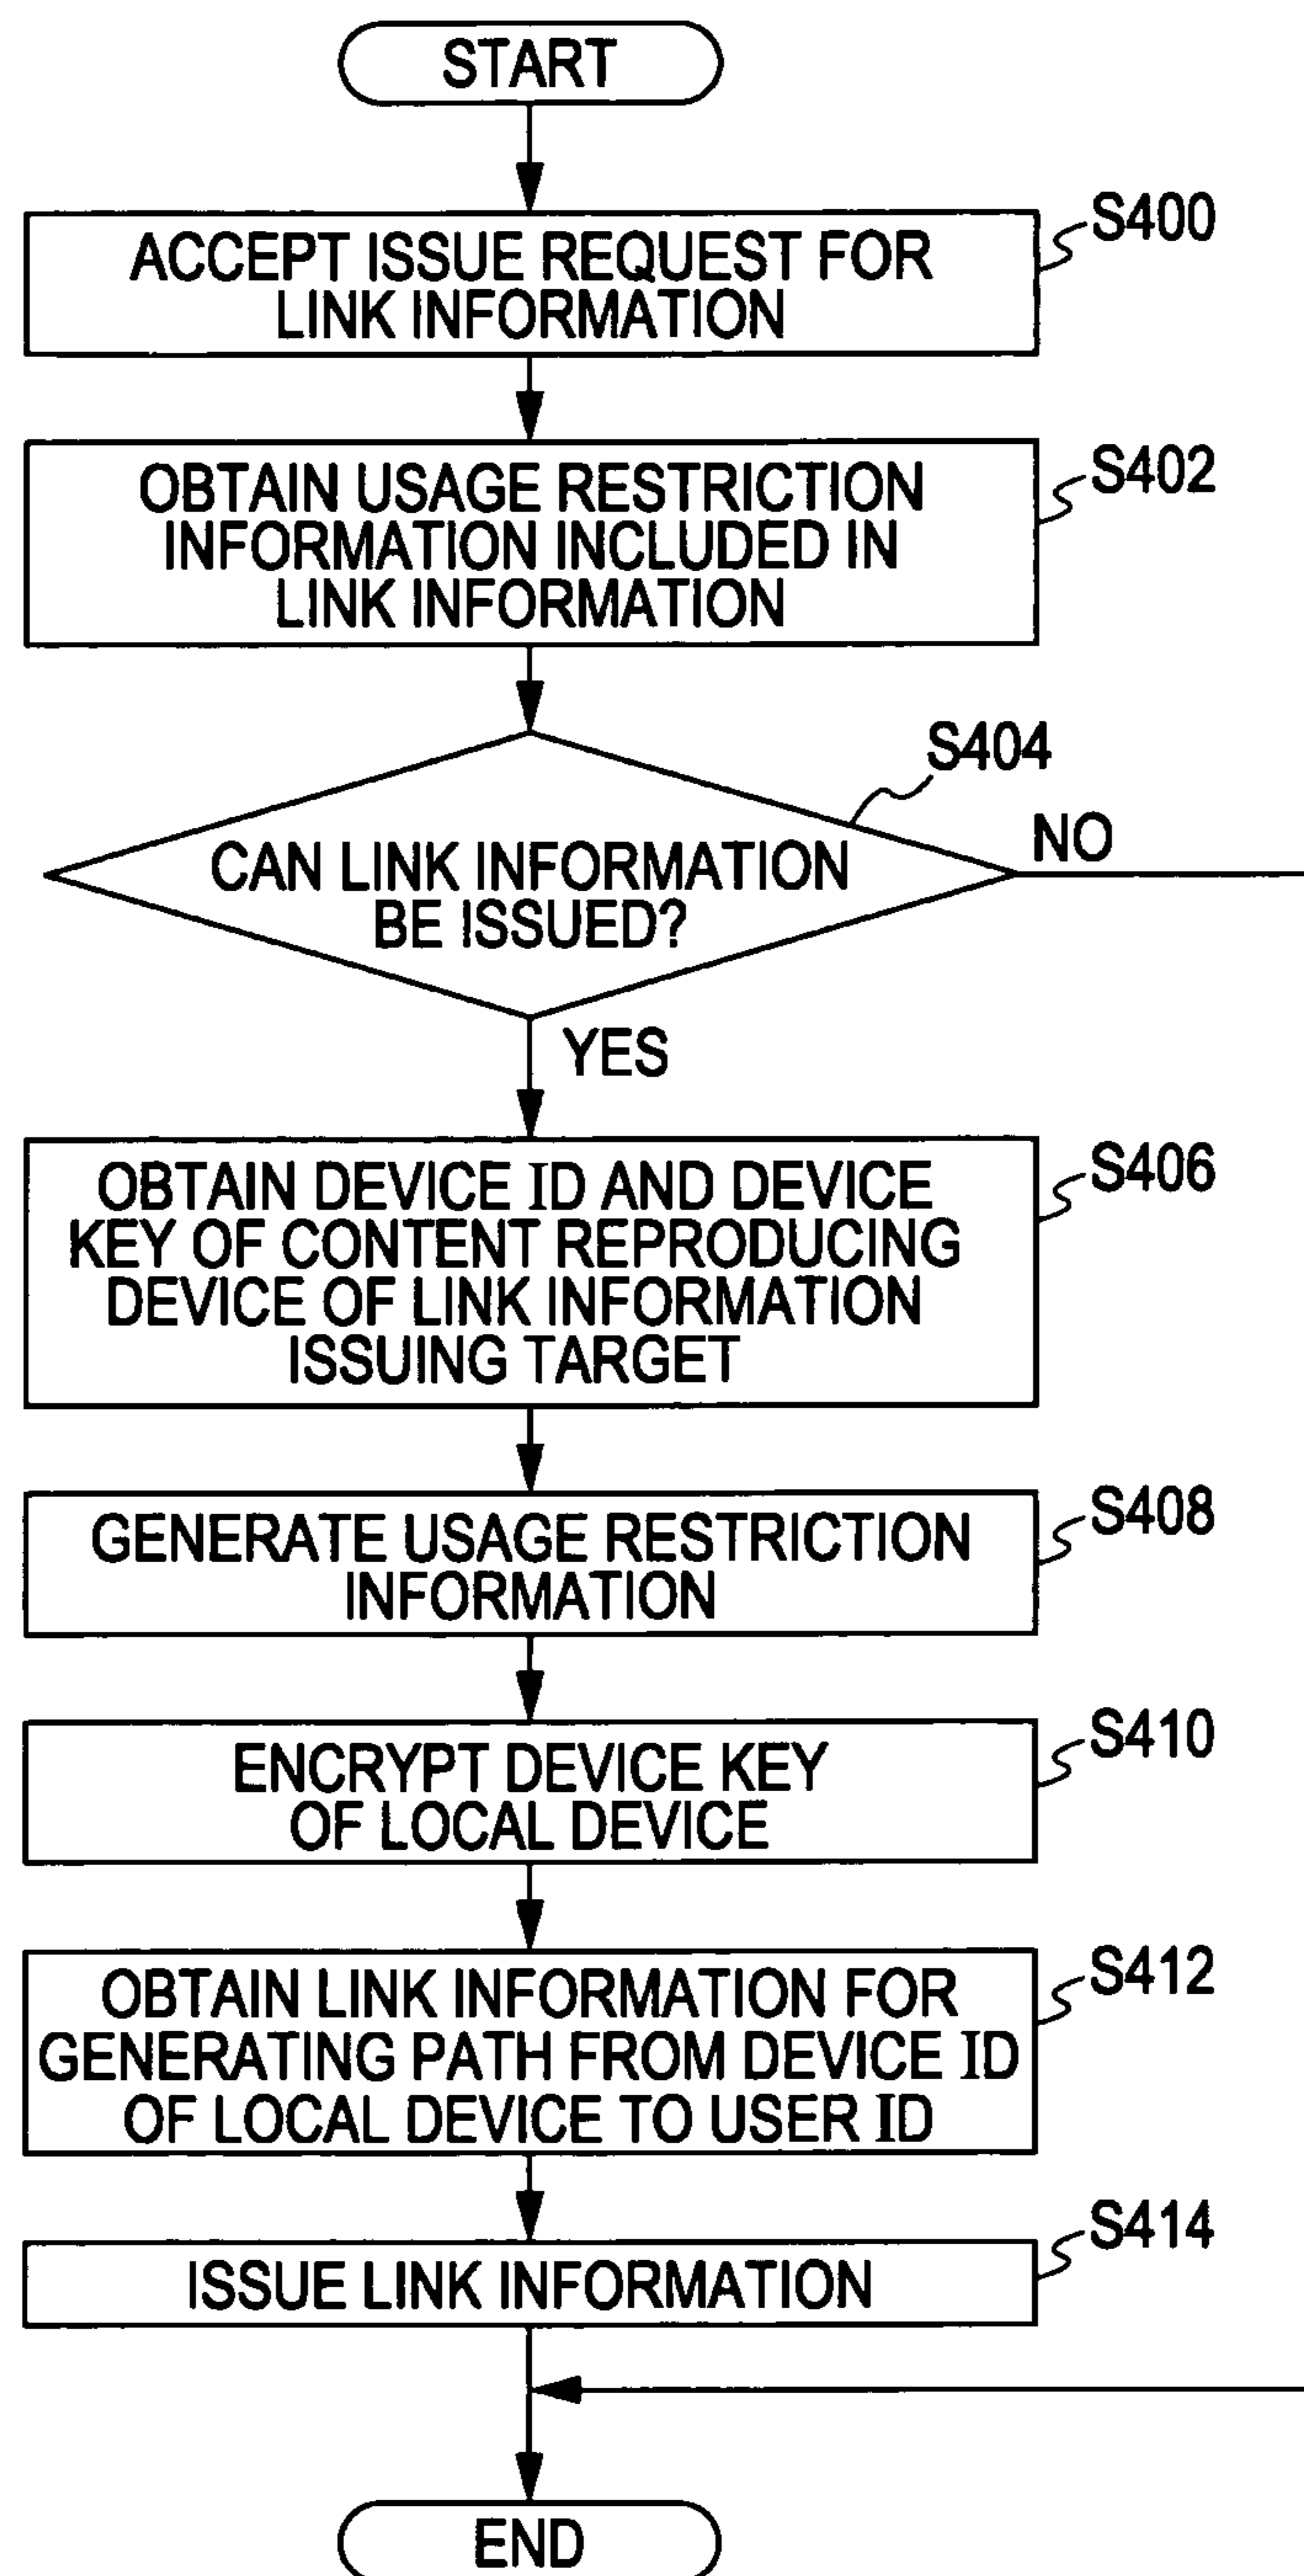 START
S400
ACCEPT ISSUE REQUEST FOR
LINK INFORMATION
S402
OBTAIN USAGE RESTRICTION
INFORMATION INCLUDED IN
LINK INFORMATION
S404
CAN LINK INFORMATION
BE ISSUED?
NO
YES
S406
OBTAIN DEVICE ID AND DEVICE
KEY OF CONTENT REPRODUCING
DEVICE OF LINK INFORMATION
ISSUING TARGET
S408
GENERATE USAGE RESTRICTION
INFORMATION
S410
ENCRYPT DEVICE KEY
OF LOCAL DEVICE
S412
OBTAIN LINK INFORMATION FOR
GENERATING PATH FROM DEVICE ID
OF LOCAL DEVICE TO USER ID
S414
ISSUE LINK INFORMATION
END